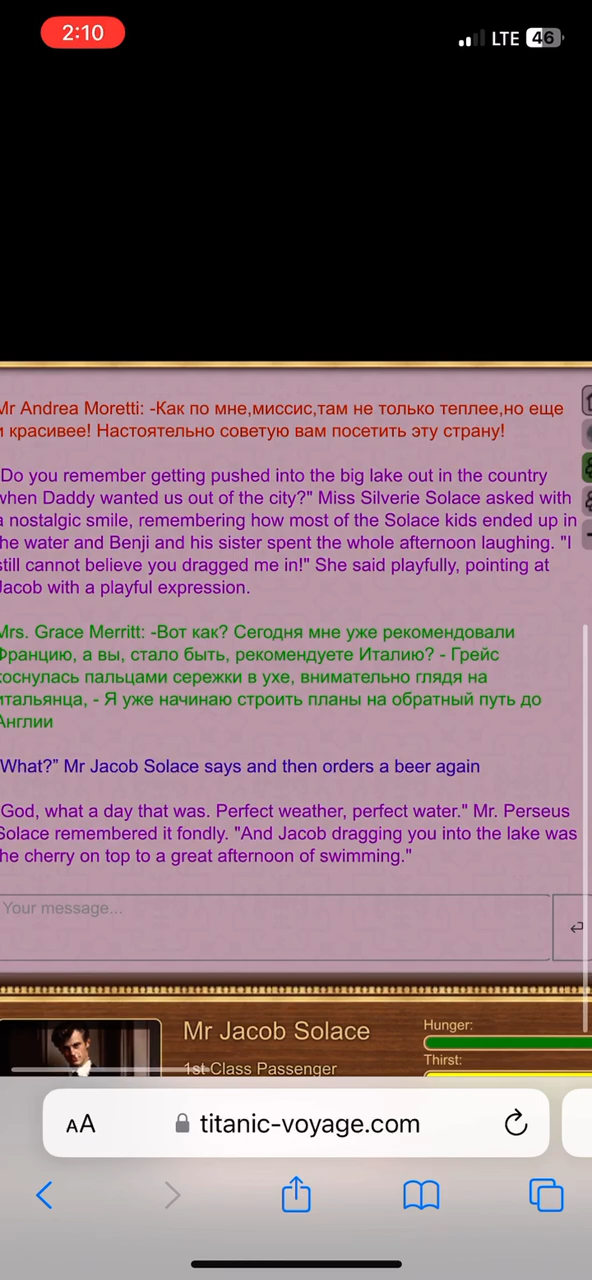 2:10
LTE 46
Mr Andrea Moretti: -Как по мне,миссис,там не только теплее,но еще
и красивее! Настоятельно советую вам посетить эту страну!
Do you remember getting pushed into the big lake out in the country
when Daddy wanted us out of the city?" Miss Silverie Solace asked with
a nostalgic smile, remembering how most of the Solace kids ended up in
the water and Benji and his sister spent the whole afternoon laughing. "I
still cannot believe you dragged me in!" She said playfully, pointing at
Jacob with a playful expression.
Mrs. Grace Merritt: -Вот как? Сегодня мне уже рекомендовали
Францию, а вы, стало быть, рекомендуете Италию? - Грейс
коснулась пальцами сережки в ухе, внимательно глядя на
итальянца, - Я уже начинаю строить планы на обратный путь до
Англии
What?" Mr Jacob Solace says and then orders a beer again
God, what a day that was. Perfect weather, perfect water." Mr. Perseus
Solace remembered it fondly. "And Jacob dragging you into the lake was
the cherry on top to a great afternoon of swimming."
Your message...
Mr Jacob Solace
1st Class Passenger
Hunger:
Thirst:
AA titanic-voyage.com